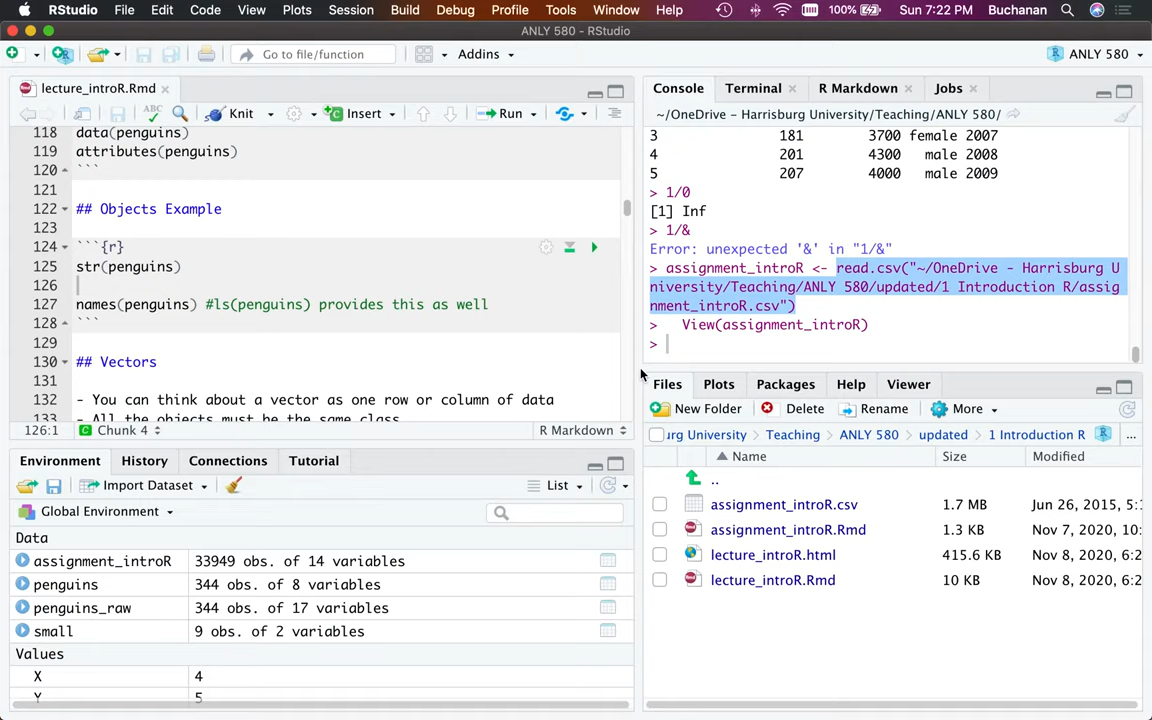 RStudio File Edit Code View Plots Session Build Debug Profile Tools Window Help 100% Sun 7:22 PM Buchanan
ANLY 580 - RStudio
Go to file/function Addins ANLY 580
lecture_introR.Rmd
ABC Knit Insert Run
118 data(penguins)
119 attributes(penguins)
120 ```
121
122 ## Objects Example
123
124 ```{r}
125 str(penguins)
126
127 names(penguins) #ls(penguins) provides this as well
128 ```
129
130 ## Vectors
131
132 - You can think about a vector as one row or column of data
133 - All the objects must be the same class
126:1 Chunk 4 R Markdown
Environment History Connections Tutorial
Import Dataset List
Global Environment
Data
assignment_introR 33949 obs. of 14 variables
penguins 344 obs. of 8 variables
penguins_raw 344 obs. of 17 variables
small 9 obs. of 2 variables
Values
X 4
Y 5
Console Terminal R Markdown Jobs
~/OneDrive - Harrisburg University/Teaching/ANLY 580/
3 181 3700 female 2007
4 201 4300 male 2008
5 207 4000 male 2009
> 1/0
[1] Inf
> 1/&
Error: unexpected '&' in "1/&"
> assignment_introR <- read.csv("~/OneDrive - Harrisburg U
niversity/Teaching/ANLY 580/updated/1 Introduction R/assig
nment_introR.csv")
> View(assignment_introR)
>
Files Plots Packages Help Viewer
New Folder Delete Rename More
urg University Teaching ANLY 580 updated 1 Introduction R ...
Name Size Modified
..
assignment_introR.csv 1.7 MB Jun 26, 2015, 5:1
assignment_introR.Rmd 1.3 KB Nov 7, 2020, 10:
lecture_introR.html 415.6 KB Nov 8, 2020, 6:2
lecture_introR.Rmd 10 KB Nov 8, 2020, 6:2